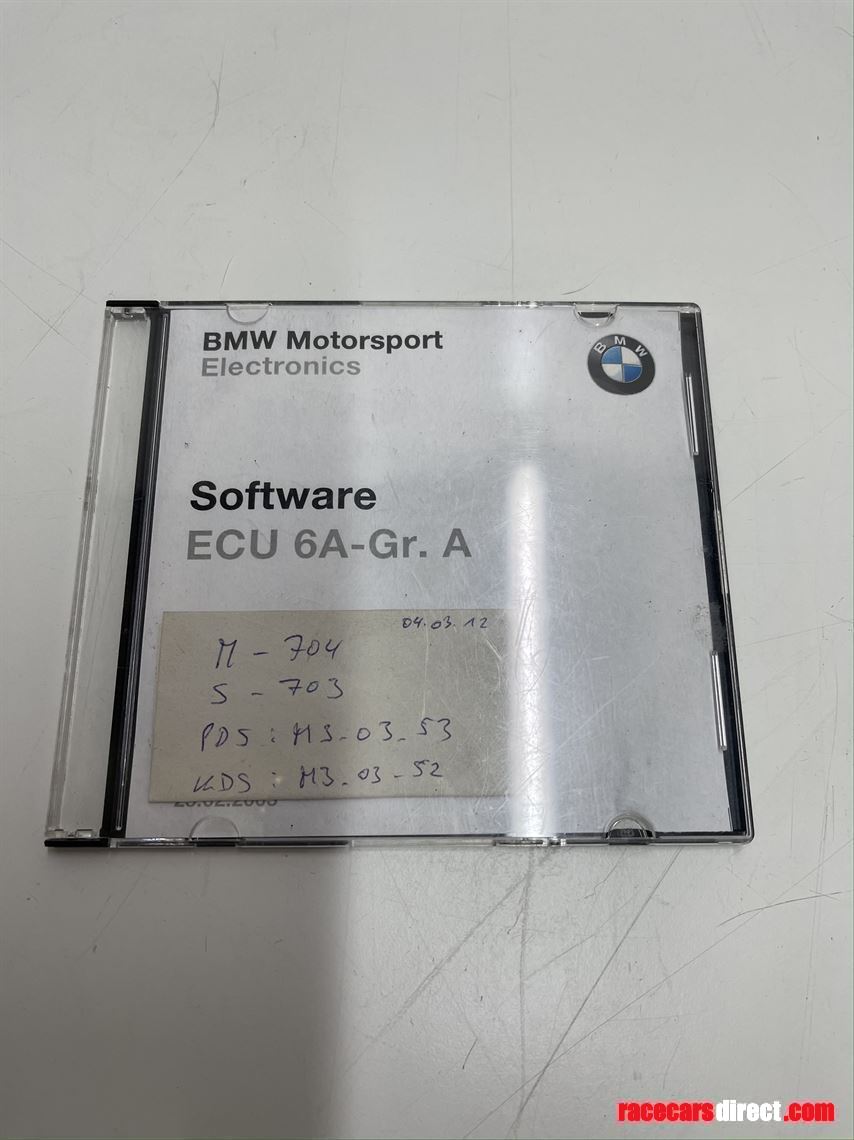 BMW Motorsport
Electronics
BMW
Software
ECU 6A-Gr. A
04.03.12
M - 704
S - 703
PDS : M3-03-53
KDS : M3-03-52
racecarsdirect.com